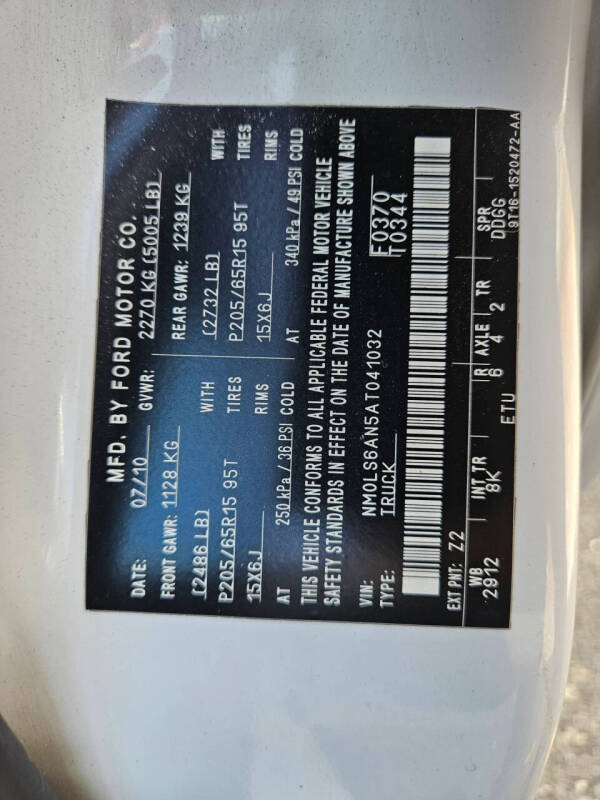 MFD. BY FORD MOTOR CO.
DATE: 07/10 GVWR: 2270 KG (5005 LB)
FRONT GAWR: 1128 KG REAR GAWR: 1239 KG
(2486 LB) WITH (2732 LB) WITH
P205/65R15 95T TIRES P205/65R15 95T TIRES
15X6J RIMS 15X6J RIMS
AT 250 kPa / 36 PSI COLD AT 340 kPa / 49 PSI COLD
THIS VEHICLE CONFORMS TO ALL APPLICABLE FEDERAL MOTOR VEHICLE
SAFETY STANDARDS IN EFFECT ON THE DATE OF MANUFACTURE SHOWN ABOVE
VIN: NM0LS6AN5AT041032 F0370
TYPE: TRUCK T0344
EXT PNT: Z2
WB INT TR R AXLE TR SPR
2912 8K 6 4 2 DDGG
ETU 9T16-1520472-AA